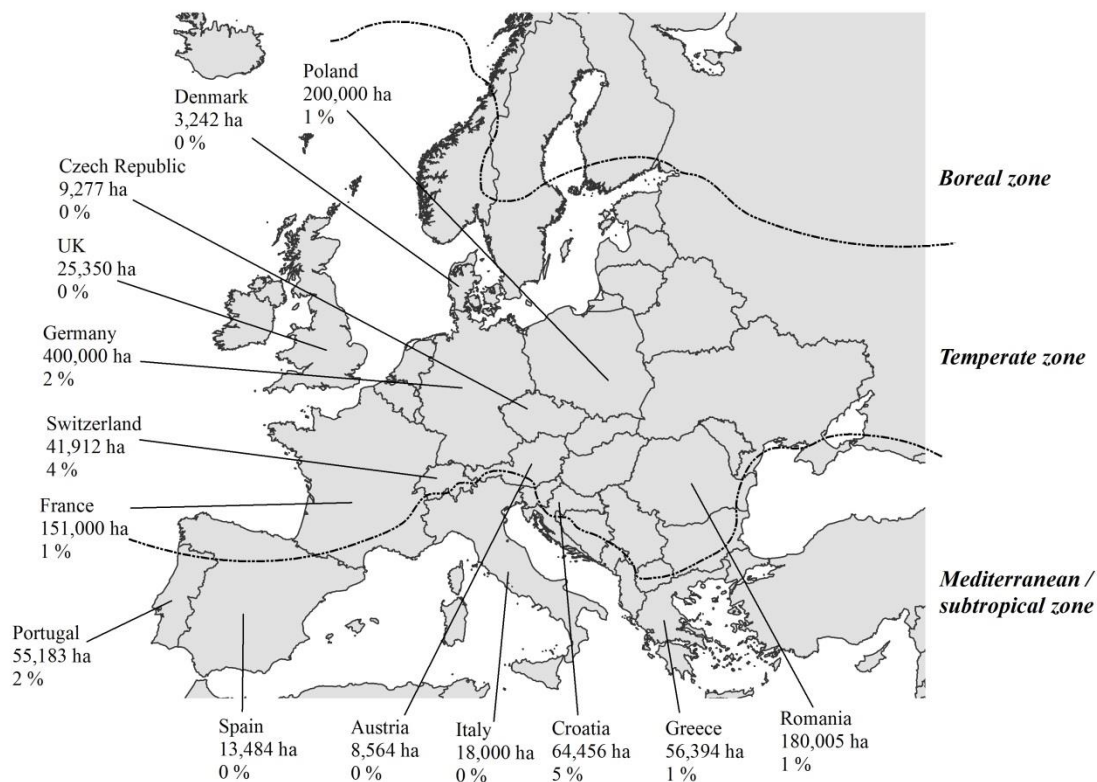 Poland
200,000 ha
1 %
Denmark
3,242 ha
0 %
Czech Republic
9,277 ha
0 %
UK
25,350 ha
0 %
Germany
400,000 ha
2 %
Switzerland
41,912 ha
4 %
France
151,000 ha
1 %
Portugal
55,183 ha
2 %
Spain
13,484 ha
0 %
Austria
8,564 ha
0 %
Italy
18,000 ha
0 %
Croatia
64,456 ha
5 %
Greece
56,394 ha
1 %
Romania
180,005 ha
1 %
Boreal zone
Temperate zone
Mediterranean /
subtropical zone